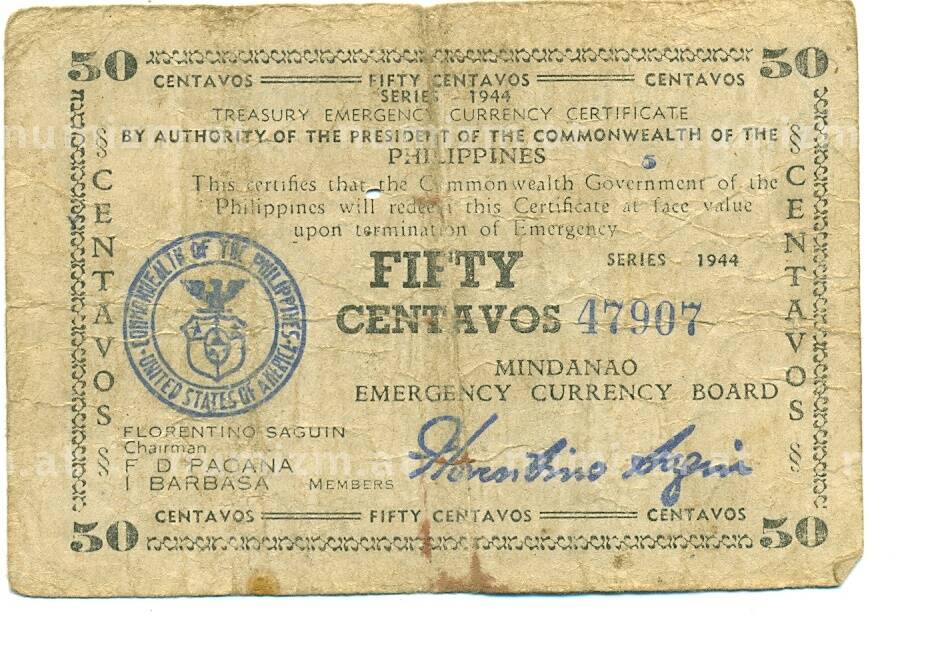 50 50
CENTAVOS FIFTY CENTAVOS CENTAVOS
SERIES - 1944
TREASURY EMERGENCY CURRENCY CERTIFICATE
BY AUTHORITY OF THE PRESIDENT OF THE COMMONWEALTH OF THE
PHILIPPINES
5
This certifies that the Commonwealth Government of the
Philippines will redeem this Certificate at face value
upon termination of Emergency
§ CENTAVOS §
§ CENTAVOS §
FIFTY SERIES 1944
CENTAVOS 47907
COMMONWEALTH OF THE PHILIPPINES
UNITED STATES OF AMERICA
MINDANAO
EMERGENCY CURRENCY BOARD
FLORENTINO SAGUIN
Chairman
F D PACANA
I BARBASA MEMBERS
Florentino Saguin
CENTAVOS FIFTY CENTAVOS CENTAVOS
50 50